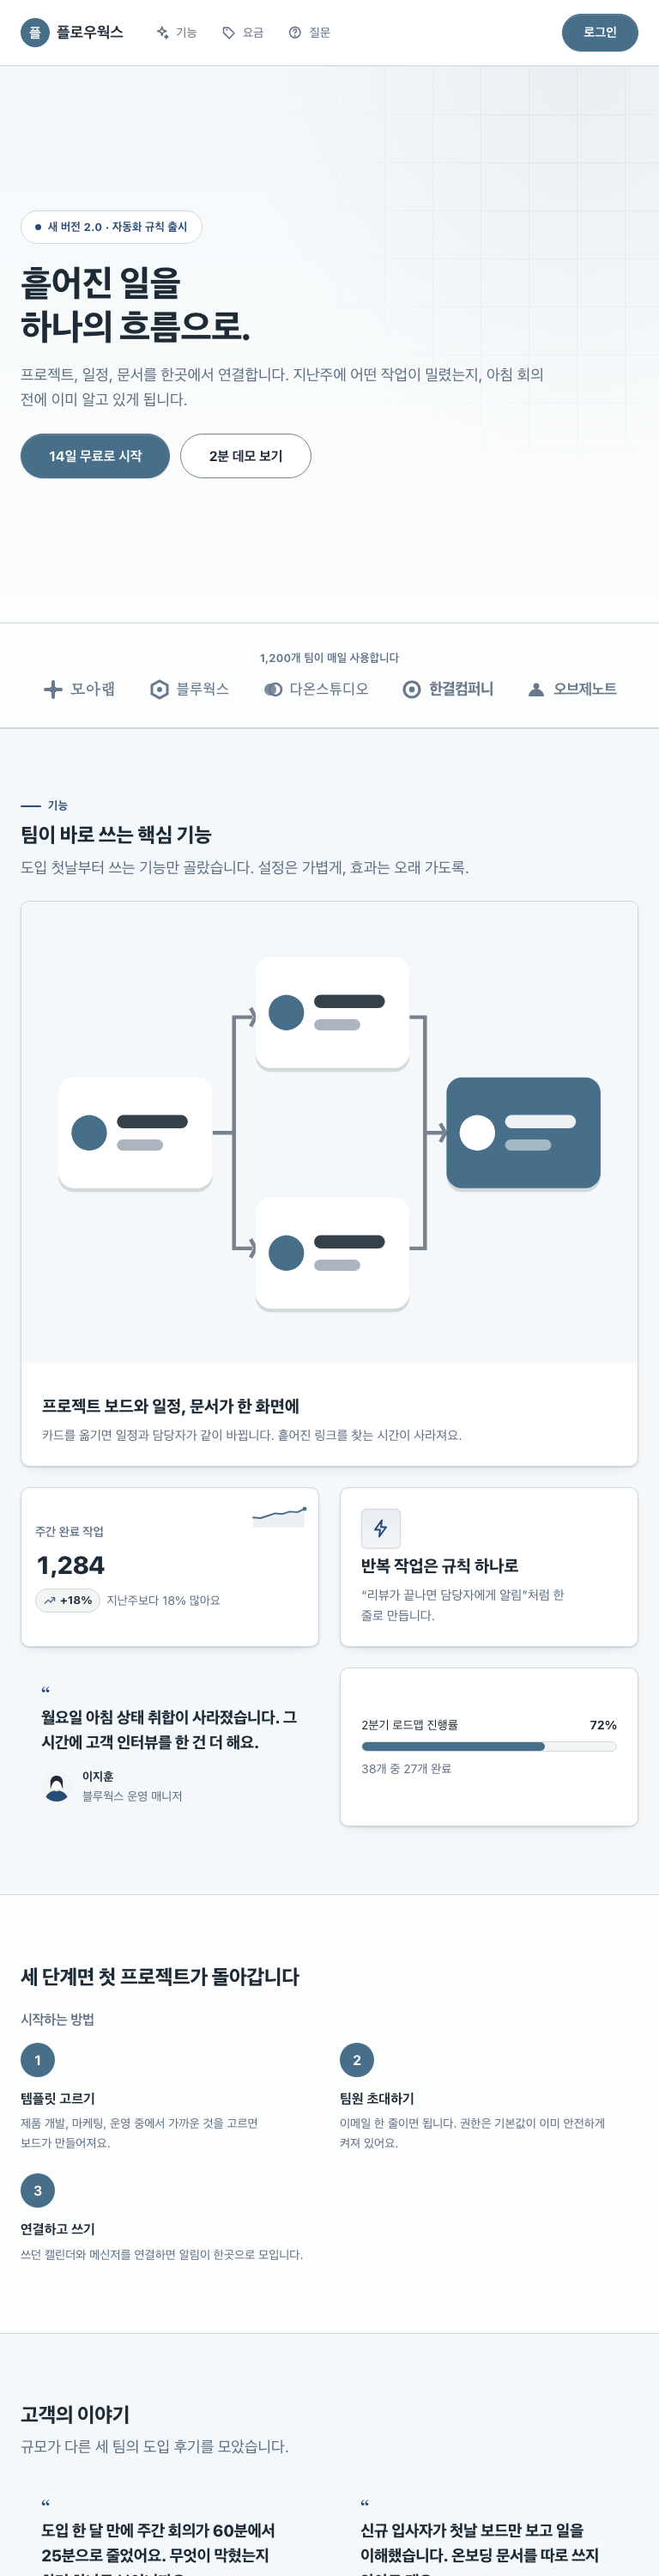 플 플로우웍스 기능 요금 질문 로그인
새 버전 2.0 · 자동화 규칙 출시
흩어진 일을
하나의 흐름으로.
프로젝트, 일정, 문서를 한곳에서 연결합니다. 지난주에 어떤 작업이 밀렸는지, 아침 회의
전에 이미 알고 있게 됩니다.
14일 무료로 시작 2분 데모 보기
1,200개 팀이 매일 사용합니다
모아랩 블루웍스 다온스튜디오 한결컴퍼니 오브제노트
기능
팀이 바로 쓰는 핵심 기능
도입 첫날부터 쓰는 기능만 골랐습니다. 설정은 가볍게, 효과는 오래 가도록.
프로젝트 보드와 일정, 문서가 한 화면에
카드를 옮기면 일정과 담당자가 같이 바뀝니다. 흩어진 링크를 찾는 시간이 사라져요.
주간 완료 작업
1,284
+18% 지난주보다 18% 많아요
반복 작업은 규칙 하나로
“리뷰가 끝나면 담당자에게 알림”처럼 한
줄로 만듭니다.
“
월요일 아침 상태 취합이 사라졌습니다. 그
시간에 고객 인터뷰를 한 건 더 해요.
이지훈
블루웍스 운영 매니저
2분기 로드맵 진행률 72%
38개 중 27개 완료
세 단계면 첫 프로젝트가 돌아갑니다
시작하는 방법
1
템플릿 고르기
제품 개발, 마케팅, 운영 중에서 가까운 것을 고르면
보드가 만들어져요.
2
팀원 초대하기
이메일 한 줄이면 됩니다. 권한은 기본값이 이미 안전하게
켜져 있어요.
3
연결하고 쓰기
쓰던 캘린더와 메신저를 연결하면 알림이 한곳으로 모입니다.
고객의 이야기
규모가 다른 세 팀의 도입 후기를 모았습니다.
“
도입 한 달 만에 주간 회의가 60분에서
25분으로 줄었어요. 무엇이 막혔는지
“
신규 입사자가 첫날 보드만 보고 일을
이해했습니다. 온보딩 문서를 따로 쓰지